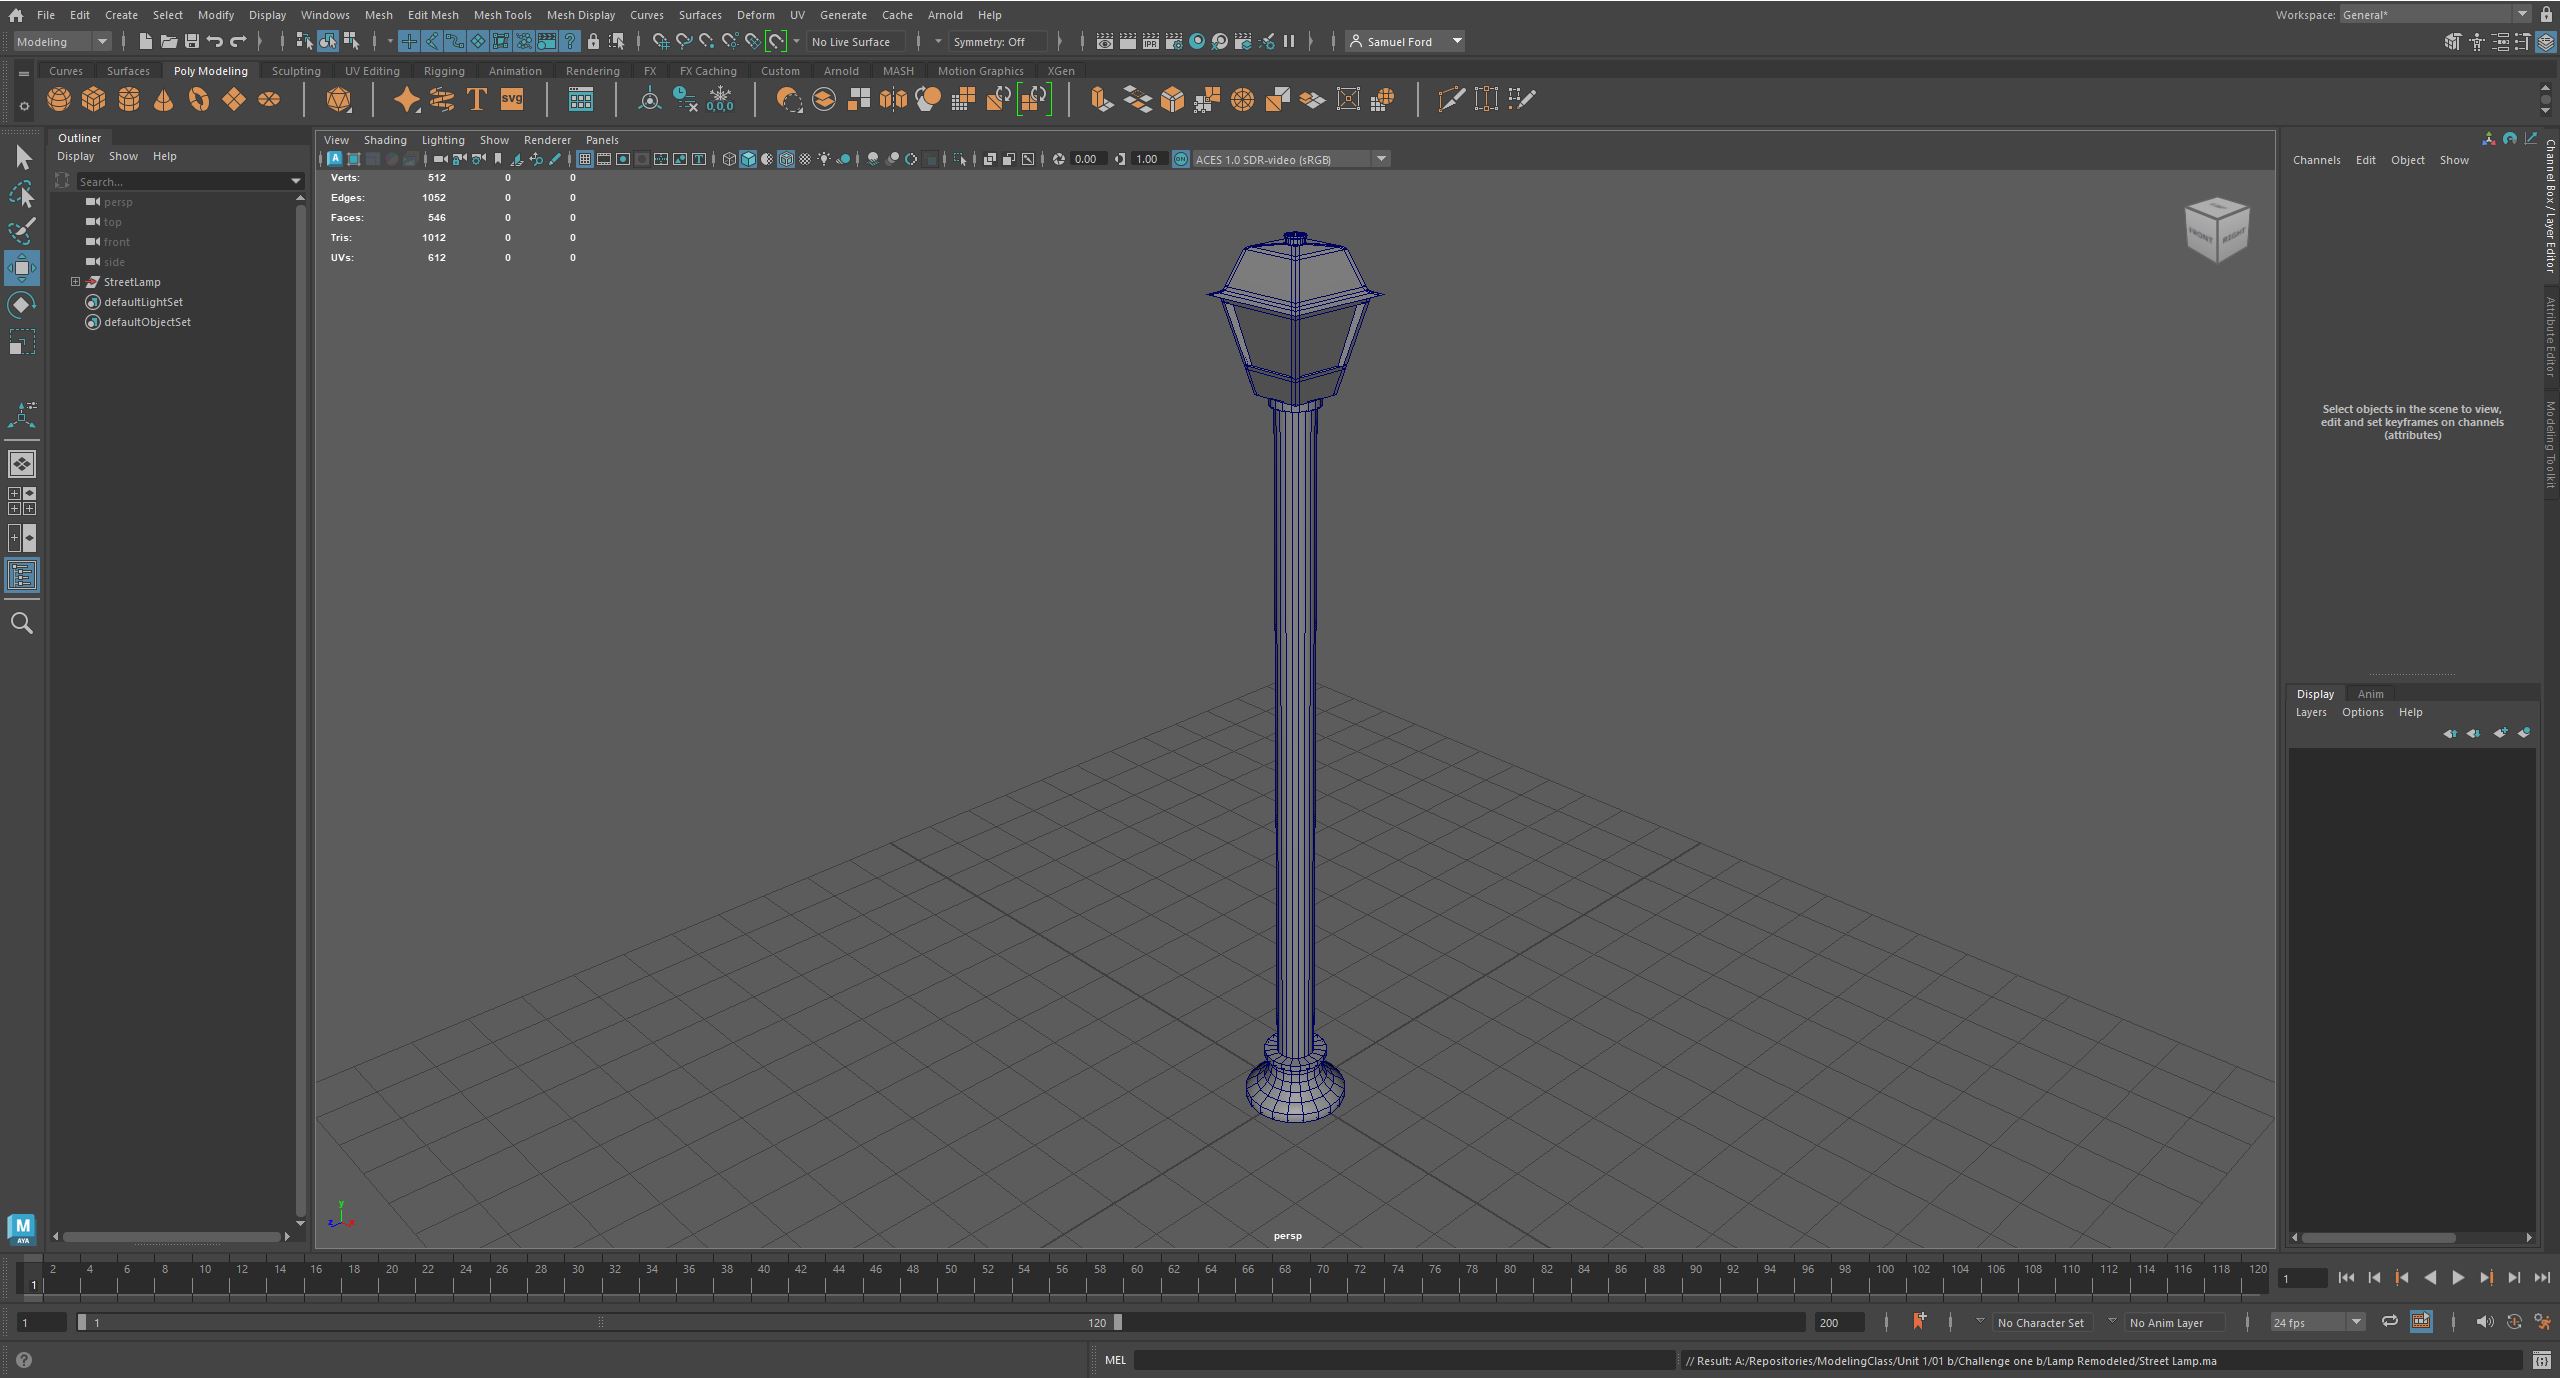 File Edit Create Select Modify Display Windows Mesh Edit Mesh Mesh Tools Mesh Display Curves Surfaces Deform UV Generate Cache Arnold Help Workspace: General*
Modeling No Live Surface Symmetry: Off IPR Samuel Ford
Curves Surfaces Poly Modeling Sculpting UV Editing Rigging Animation Rendering FX FX Caching Custom Arnold MASH Motion Graphics XGen
T SVG 0,0,0
Outliner
Display Show Help
Search...
persp
top
front
side
StreetLamp
defaultLightSet
defaultObjectSet
View Shading Lighting Show Renderer Panels
0.00 1.00 ON ACES 1.0 SDR-video (sRGB)
Verts: 512 0 0
Edges: 1052 0 0
Faces: 546 0 0
Tris: 1012 0 0
UVs: 612 0 0
FRONT RIGHT
y
z x
persp
Channels Edit Object Show
Select objects in the scene to view,
edit and set keyframes on channels
(attributes)
Channel Box / Layer Editor
Attribute Editor
Modeling Toolkit
Display Anim
Layers Options Help
M
AYA
2 4 6 8 10 12 14 16 18 20 22 24 26 28 30 32 34 36 38 40 42 44 46 48 50 52 54 56 58 60 62 64 66 68 70 72 74 76 78 80 82 84 86 88 90 92 94 96 98 100 102 104 106 108 110 112 114 116 118 120
1 1
1 1 120 200 No Character Set No Anim Layer 24 fps
MEL // Result: A:/Repositories/ModelingClass/Unit 1/01 b/Challenge one b/Lamp Remodeled/Street Lamp.ma